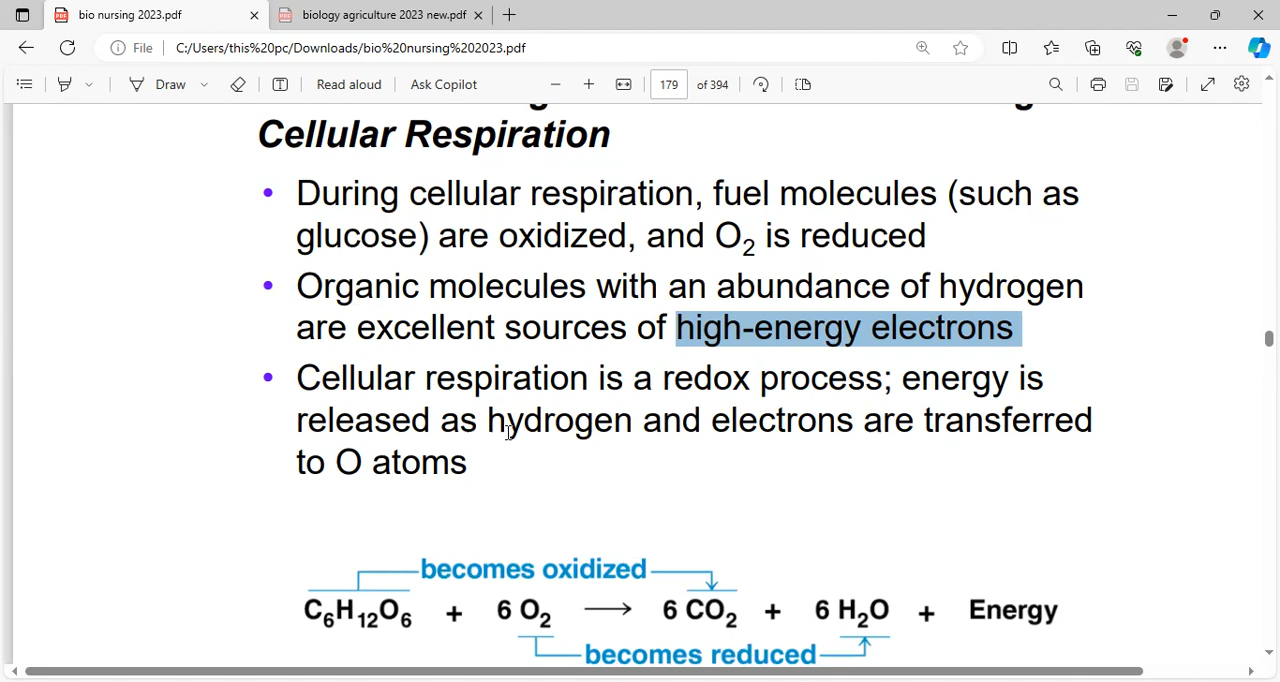 bio nursing 2023.pdf
biology agriculture 2023 new.pdf
File
C:/Users/this%20pc/Downloads/bio%20nursing%202023.pdf
Draw
Read aloud
Ask Copilot
179
of 394
Cellular Respiration
• During cellular respiration, fuel molecules (such as
glucose) are oxidized, and O₂ is reduced
• Organic molecules with an abundance of hydrogen
are excellent sources of high-energy electrons
• Cellular respiration is a redox process; energy is
released as hydrogen and electrons are transferred
to O atoms
becomes oxidized
C₆H₁₂O₆ + 6 O₂ → 6 CO₂ + 6 H₂O + Energy
becomes reduced